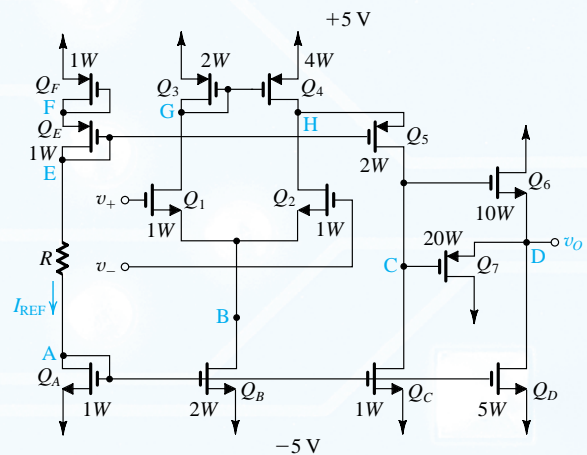 +5 V
1W
2W
4W
Q_F
Q_3
Q_4
F
G
H
Q_E
Q_5
1W
2W
E
Q_6
v_+
Q_1
Q_2
1W
1W
10W
20W
R
v_−
C
Q_7
D
v_O
I_REF
B
A
Q_A
Q_B
Q_C
Q_D
1W
2W
1W
5W
−5 V